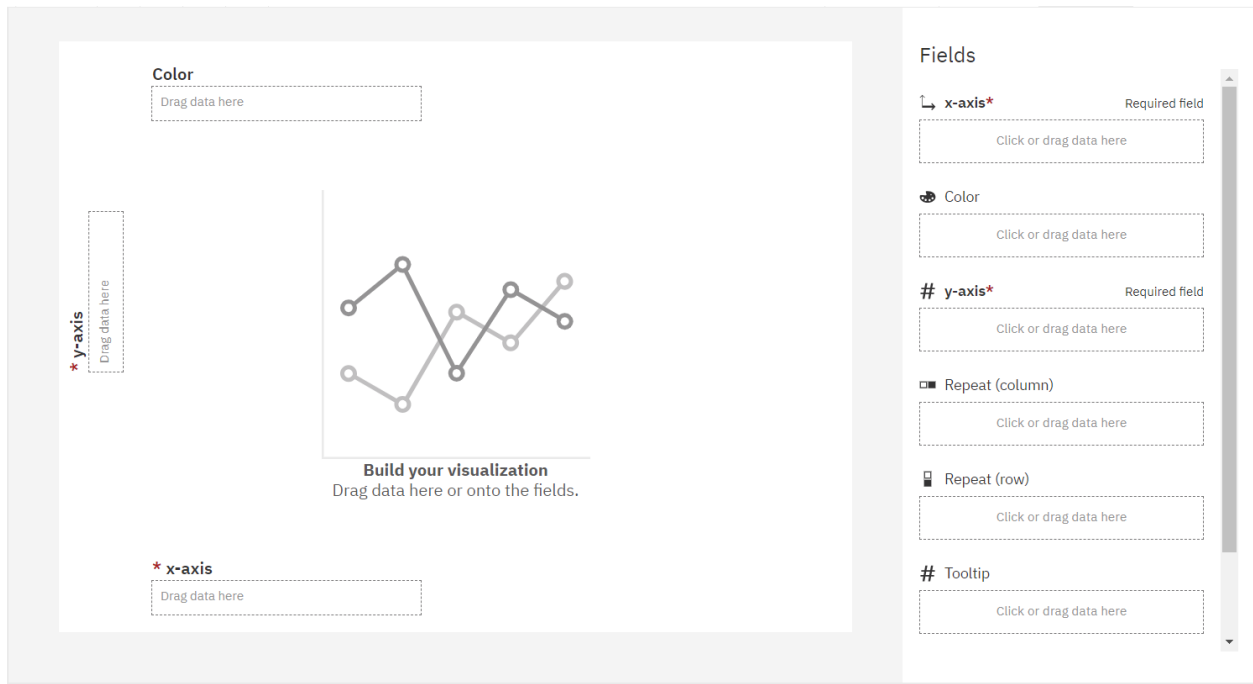 Color
Drag data here
* y-axis
Drag data here
Build your visualization
Drag data here or onto the fields.
* x-axis
Drag data here
Fields
x-axis* Required field
Click or drag data here
Color
Click or drag data here
# y-axis* Required field
Click or drag data here
Repeat (column)
Click or drag data here
Repeat (row)
Click or drag data here
# Tooltip
Click or drag data here